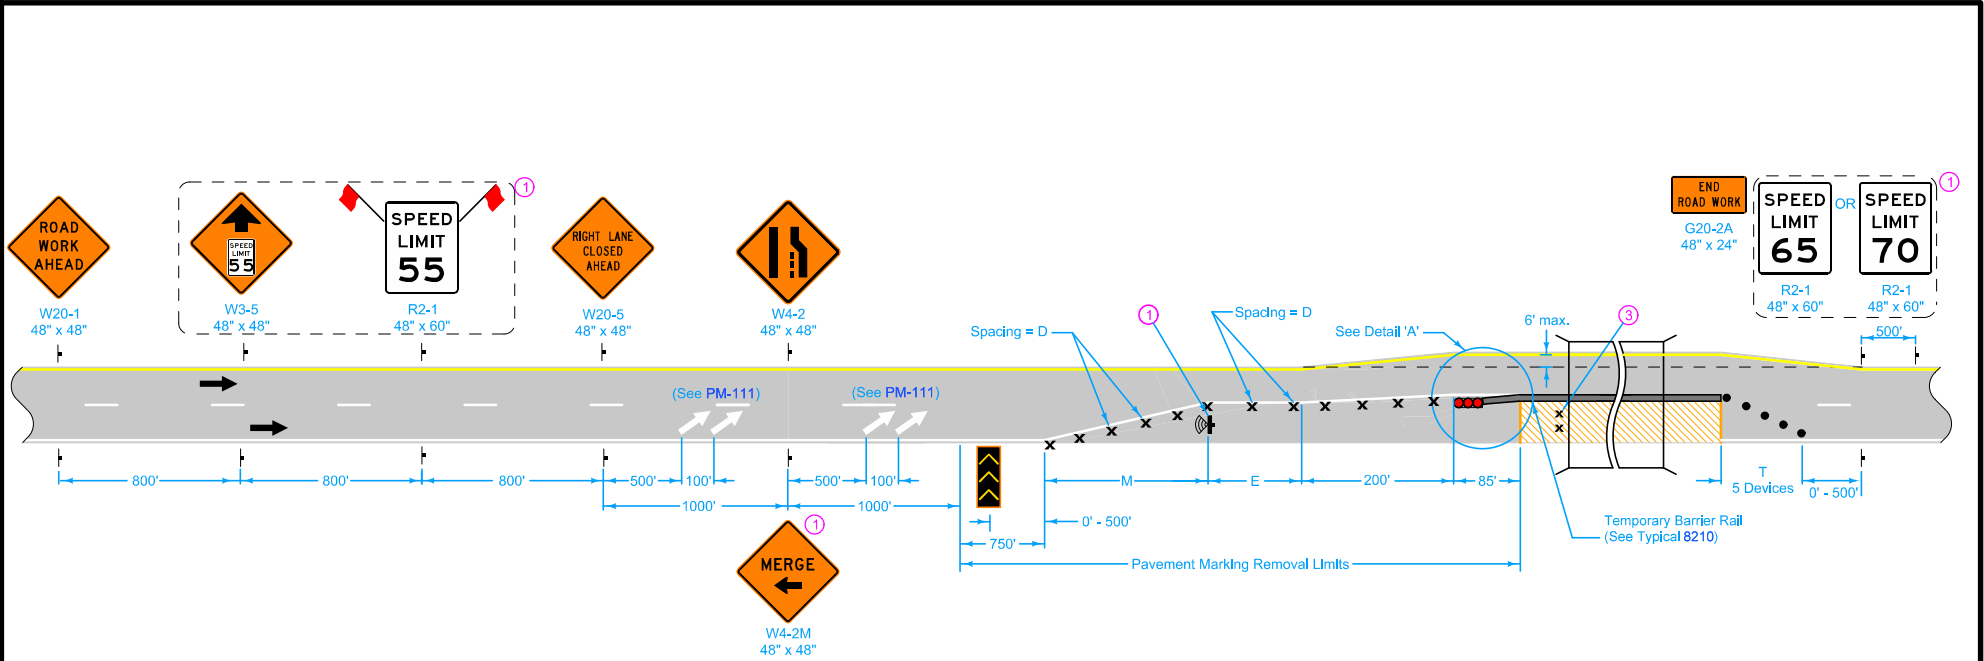 ROAD
WORK
AHEAD
W20-1
48" x 48"
SPEED
LIMIT
55
W3-5
48" x 48"
SPEED
LIMIT
55
R2-1
48" x 60"
1
RIGHT LANE
CLOSED
AHEAD
W20-5
48" x 48"
W4-2
48" x 48"
END
ROAD WORK
G20-2A
48" x 24"
SPEED
LIMIT
65
OR
SPEED
LIMIT
70
1
R2-1
48" x 60"
R2-1
48" x 60"
Spacing = D
1
Spacing = D
See Detail 'A'
6' max.
3
500'
(See PM-111)
(See PM-111)
800'
800'
800'
500'
100'
500'
100'
1000'
1000'
M
E
200'
85'
T
5 Devices
0' - 500'
0' - 500'
750'
Temporary Barrier Rail
(See Typical 8210)
Pavement Marking Removal Limits
1
MERGE
W4-2M
48" x 48"